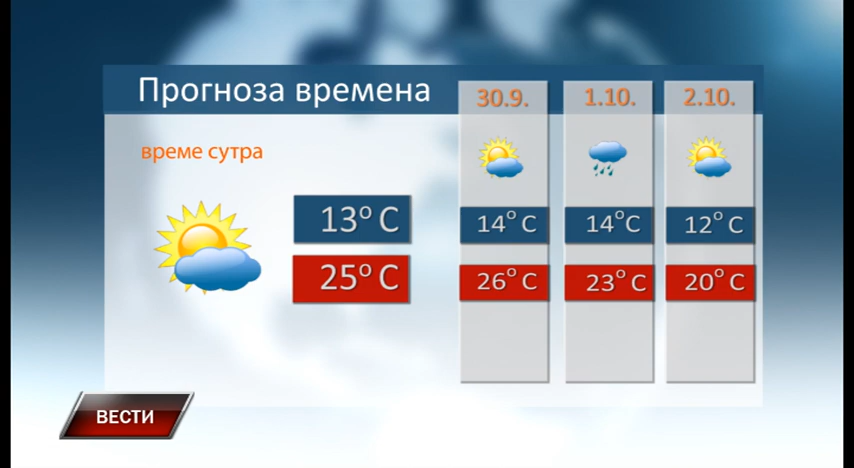 Прогноза времена
време сутра
13° C
25° C
30.9.
14° C
26° C
1.10.
14°C
23° C
2.10.
12° C
20° C
ВЕСТИ